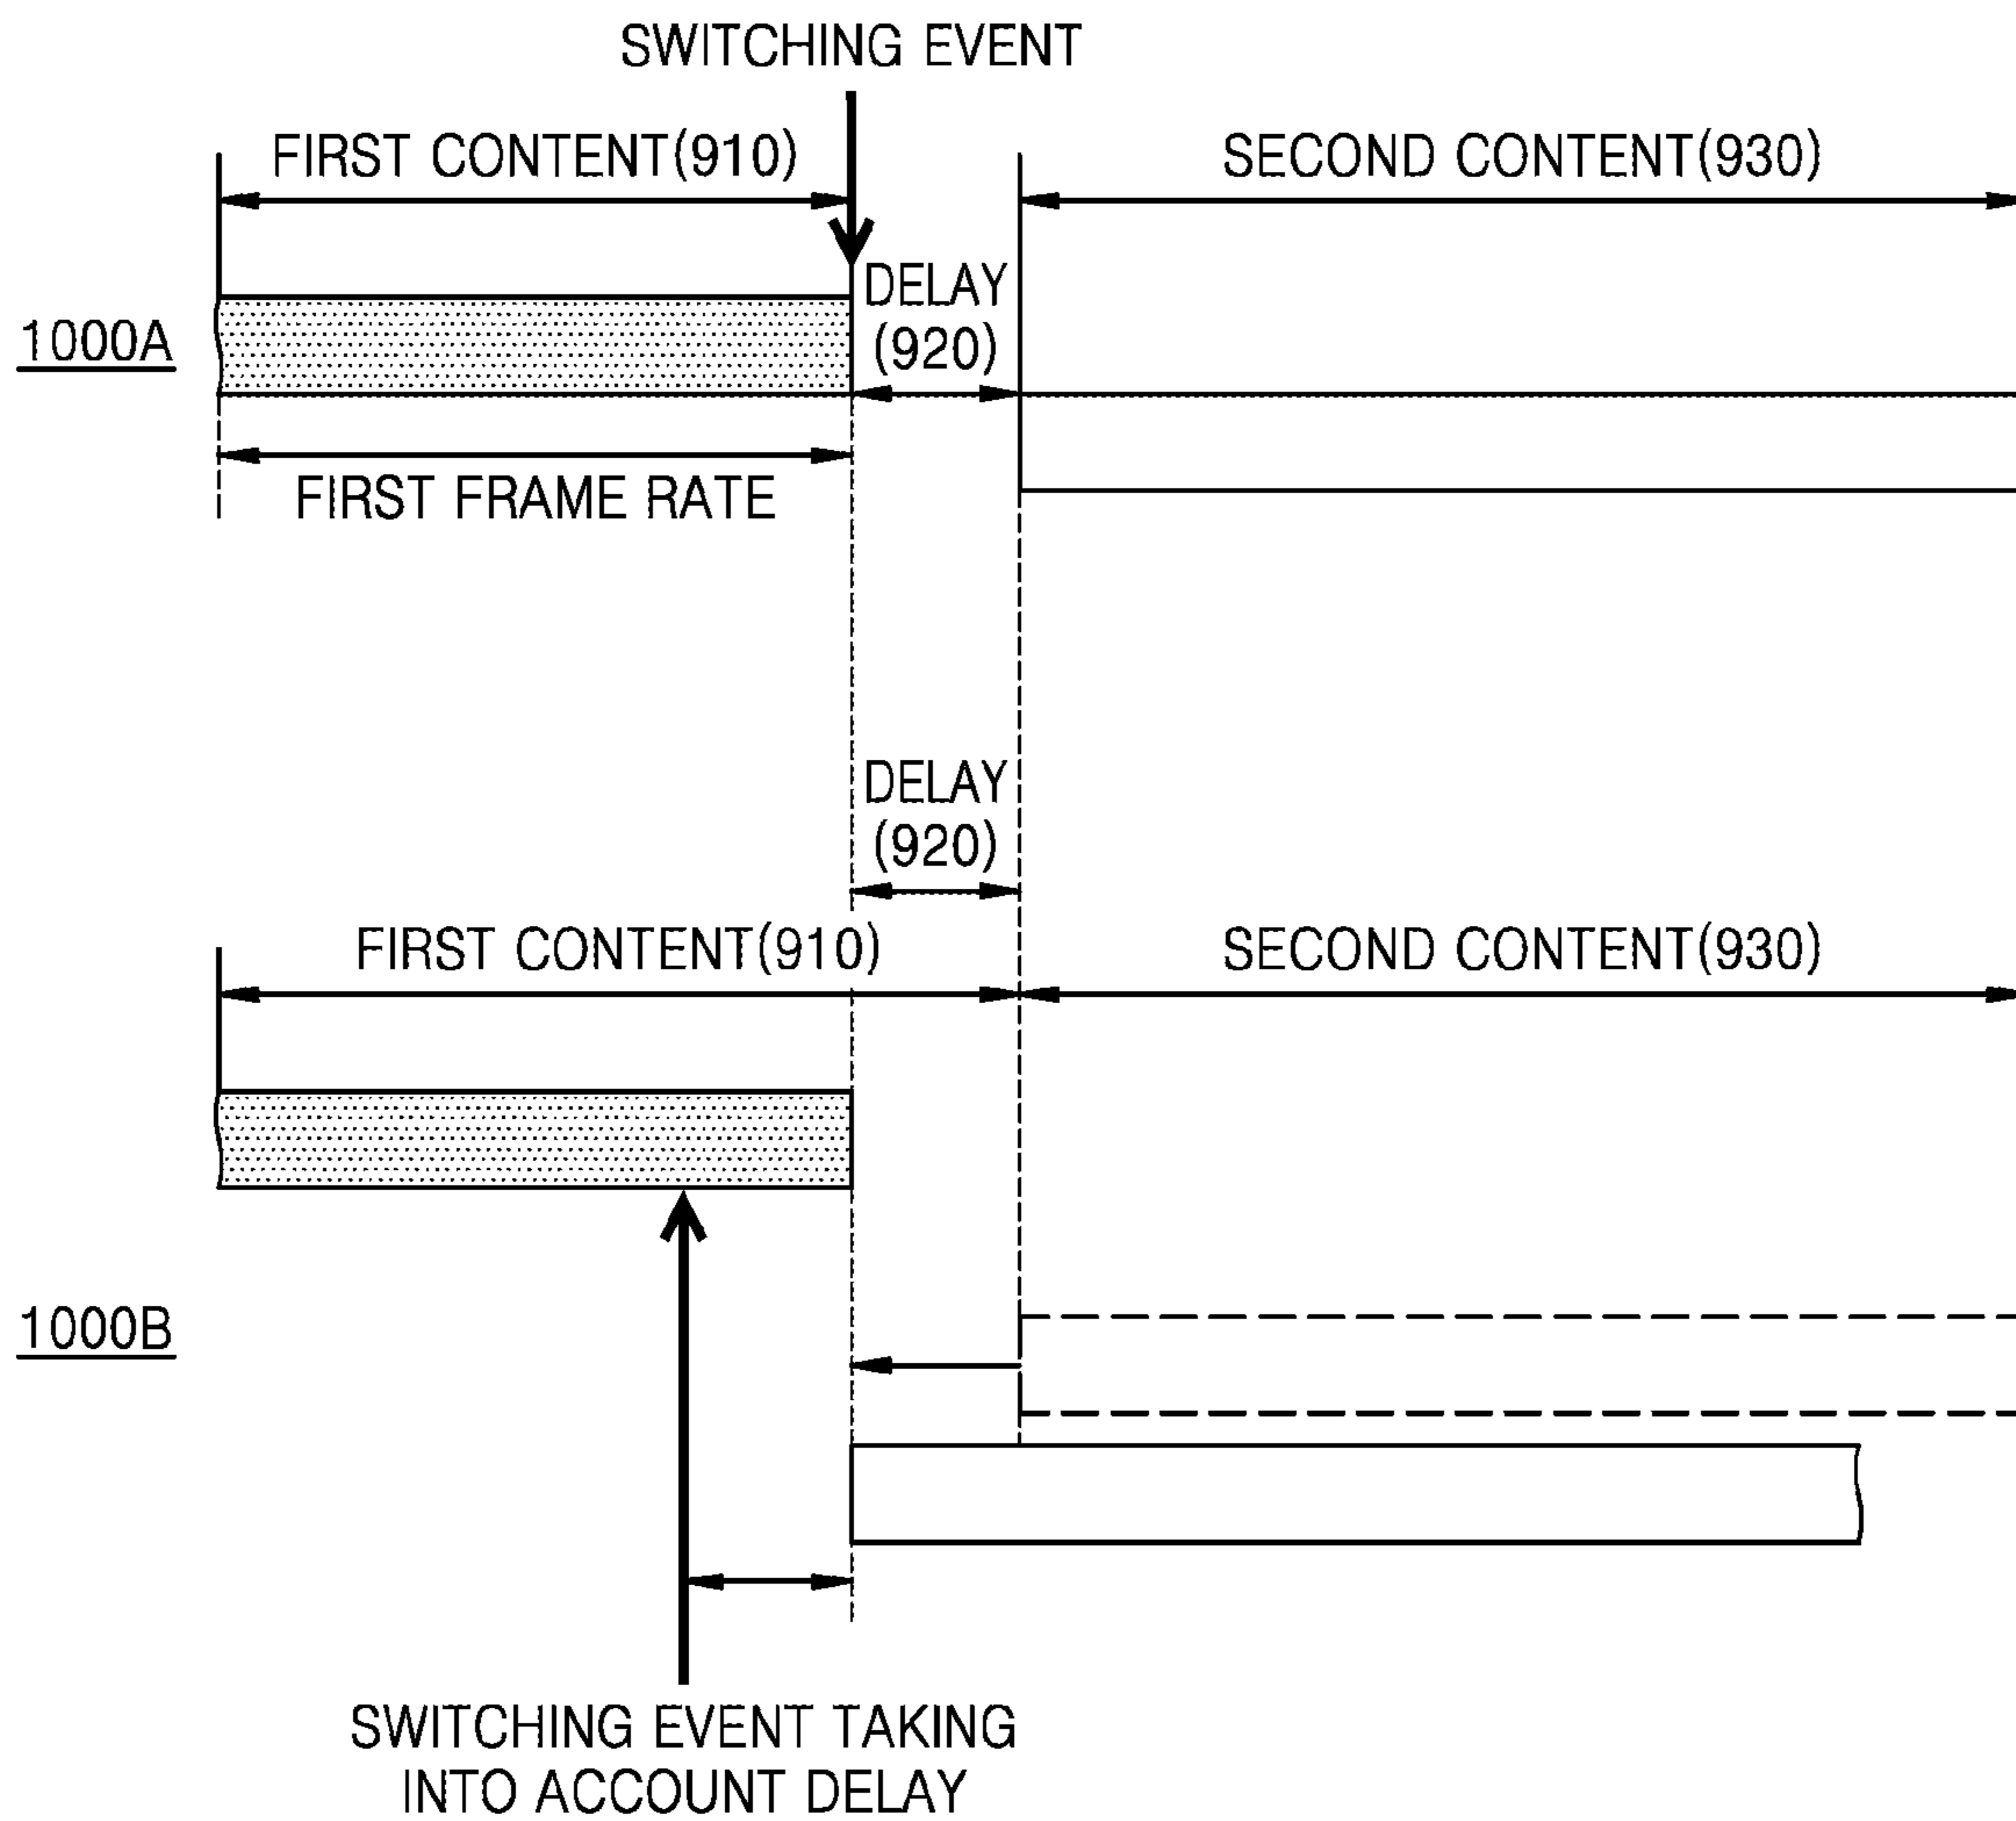 SWITCHING EVENT
FIRST CONTENT(910)
SECOND CONTENT(930)
DELAY
(920)
1000A
FIRST FRAME RATE
DELAY
(920)
FIRST CONTENT(910)
SECOND CONTENT(930)
1000B
SWITCHING EVENT TAKING
INTO ACCOUNT DELAY